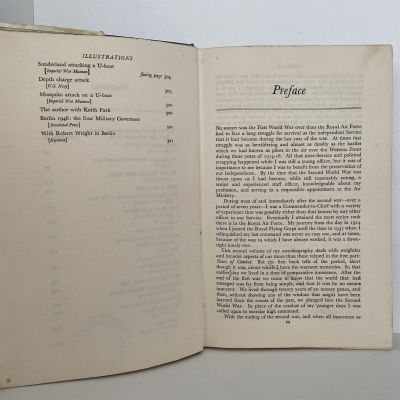 ILLUSTRATIONS
Sunderland attacking a U-boat
[Imperial War Museum] facing page 304
Depth charge attack
[U.S. Navy] 304
Mosquito attack on a U-boat 305
[Imperial War Museum]
The author with Keith Park 320
Berlin 1946: the four Military Governors
[Associated Press] 321
With Robert Wright in Berlin
[Keystone] 321
Preface
No sooner was the First World War over than the Royal Air Force
had to face a long struggle for survival as the independent Service
that it had become during the last year of that war. At times that
struggle was as bewildering and almost as deadly as the battles
which we had known as pilots in the air over the Western Front
during those years of 1914-18. All that inter-Service and political
scrapping happened while I was still a young officer, but it was of
immense importance to me because I was to benefit from the preservation of
our independence. By the time the Second World War was
thrust upon us I had become, while still reasonably young, a
senior and experienced staff officer, knowledgeable about my
profession, and serving in a responsible appointment at the Air
Ministry.
During most of and immediately after the second war—over a
period of seven years—I was a Commander-in-Chief with a variety
of experience that was possibly richer than that known by any other
officer in our Service. Eventually I attained the most senior rank
there is in the Royal Air Force. My journey from the day in 1914
when I joined the Royal Flying Corps until the time in 1947 when I
relinquished my last command was never an easy one, and at times,
because of the way in which I have always worked, it was a downright
lonely one.
This second volume of my autobiography deals with weightier
and broader aspects of our times than those related in the first part:
Years of Combat. But the first book tells of the period, short
though it was, about which I have the warmest memories. For in that
earlier day we lived in a time of comparative innocence. After the
end of the first war we came to know that the world that had
emerged was far from being simple, and that it was by no means
innocent. We lived through twenty years of an uneasy peace, and
then, without showing any of the wisdom that might have been
learned from the events of the past, we plunged into the Second
World War. In place of the combat of my younger days I was
called upon to exercise high command.
With the ending of the second war, and when all innocence as